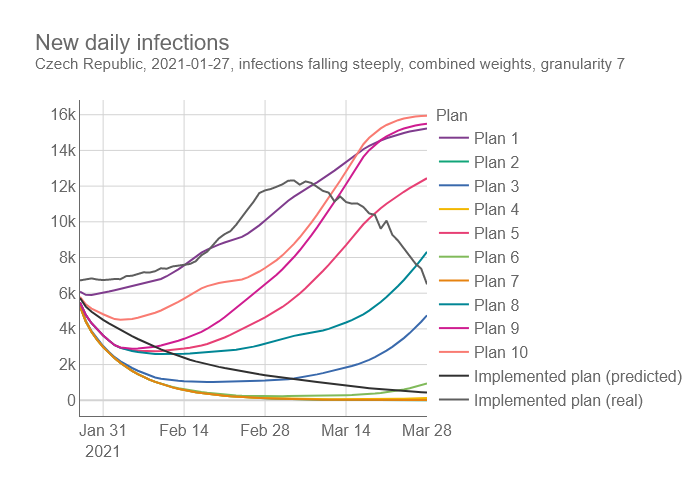 New daily infections
Czech Republic, 2021-01-27, infections falling steeply, combined weights, granularity 7
16k
14k
12k
10k
8k
6k
4k
2k
0
Jan 31
2021
Feb 14
Feb 28
Mar 14
Mar 28
Plan
Plan 1
Plan 2
Plan 3
Plan 4
Plan 5
Plan 6
Plan 7
Plan 8
Plan 9
Plan 10
Implemented plan (predicted)
Implemented plan (real)